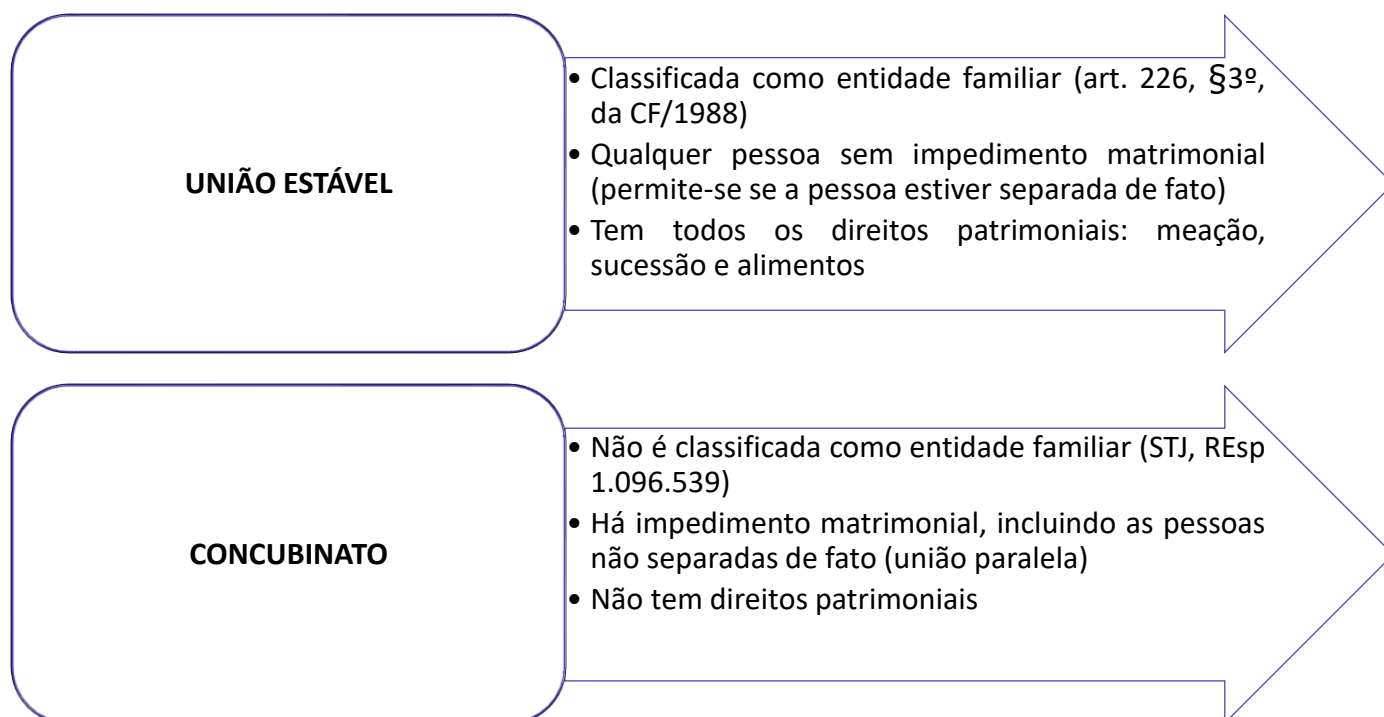 UNIÃO ESTÁVEL
• Classificada como entidade familiar (art. 226, §3º,
da CF/1988)
• Qualquer pessoa sem impedimento matrimonial
(permite-se se a pessoa estiver separada de fato)
• Tem todos os direitos patrimoniais: meação,
sucessão e alimentos
CONCUBINATO
• Não é classificada como entidade familiar (STJ, REsp
1.096.539)
• Há impedimento matrimonial, incluindo as pessoas
não separadas de fato (união paralela)
• Não tem direitos patrimoniais